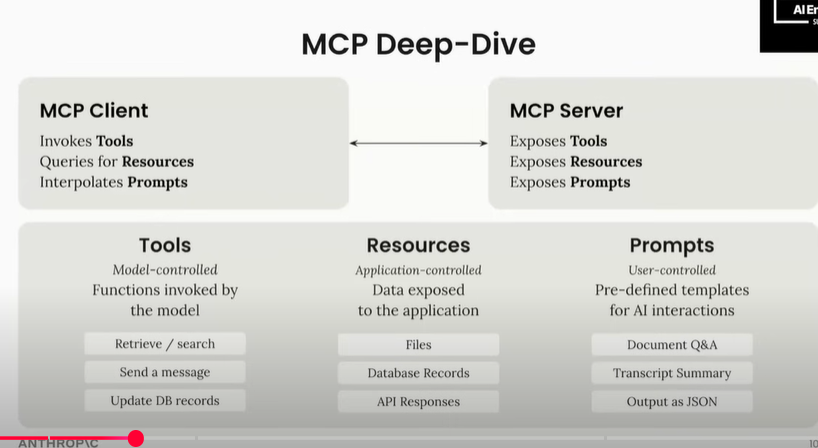 AI En
MCP Deep-Dive
MCP Client
Invokes Tools
Queries for Resources
Interpolates Prompts
MCP Server
Exposes Tools
Exposes Resources
Exposes Prompts
Tools
Model-controlled
Functions invoked by
the model
Retrieve / search
Send a message
Update DB records
Resources
Application-controlled
Data exposed
to the application
Files
Database Records
API Responses
Prompts
User-controlled
Pre-defined templates
for AI interactions
Document Q&A
Transcript Summary
Output as JSON
ANTHROP\C
10